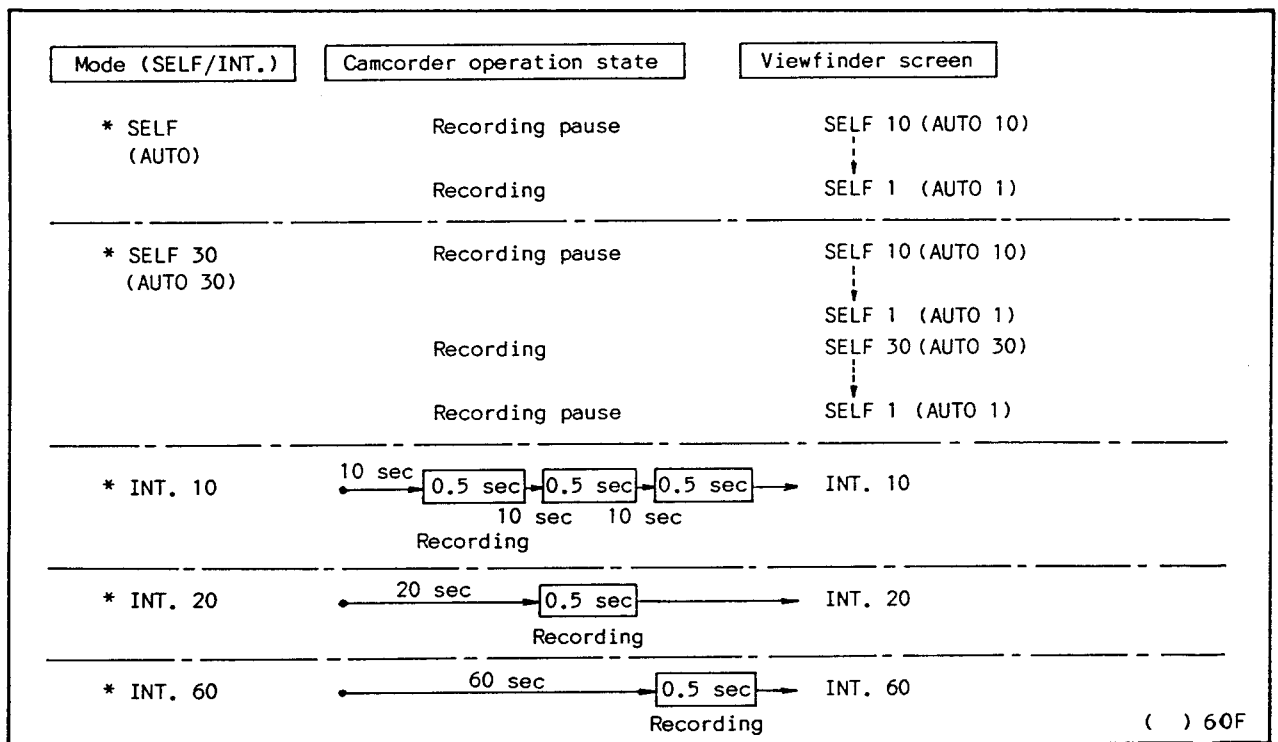 Mode (SELF/INT.) Camcorder operation state Viewfinder screen
* SELF Recording pause SELF 10 (AUTO 10)
(AUTO)
Recording SELF 1 (AUTO 1)
* SELF 30 Recording pause SELF 10 (AUTO 10)
(AUTO 30)
SELF 1 (AUTO 1)
Recording SELF 30 (AUTO 30)
Recording pause SELF 1 (AUTO 1)
10 sec
* INT. 10 0.5 sec 0.5 sec 0.5 sec INT. 10
10 sec 10 sec
Recording
20 sec
* INT. 20 0.5 sec INT. 20
Recording
60 sec
* INT. 60 0.5 sec INT. 60
Recording
( ) 60F